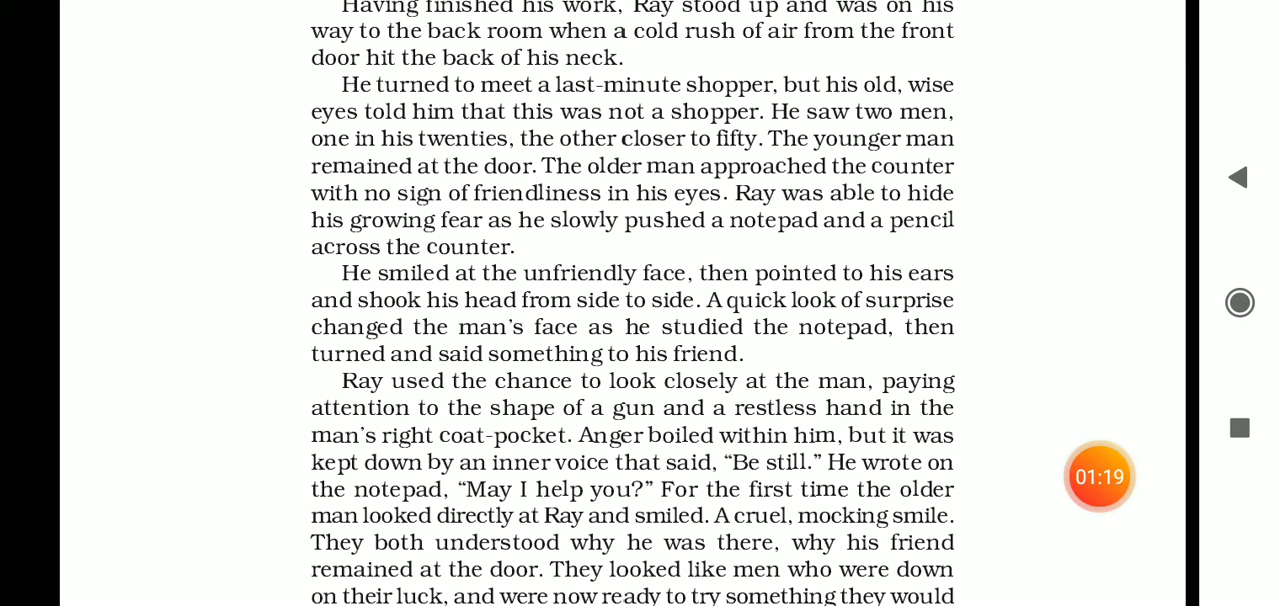 Having finished his work, Ray stood up and was on his
way to the back room when a cold rush of air from the front
door hit the back of his neck.
He turned to meet a last-minute shopper, but his old, wise
eyes told him that this was not a shopper. He saw two men,
one in his twenties, the other closer to fifty. The younger man
remained at the door. The older man approached the counter
with no sign of friendliness in his eyes. Ray was able to hide
his growing fear as he slowly pushed a notepad and a pencil
across the counter.
He smiled at the unfriendly face, then pointed to his ears
and shook his head from side to side. A quick look of surprise
changed the man’s face as he studied the notepad, then
turned and said something to his friend.
Ray used the chance to look closely at the man, paying
attention to the shape of a gun and a restless hand in the
man’s right coat-pocket. Anger boiled within him, but it was
kept down by an inner voice that said, “Be still.” He wrote on
the notepad, “May I help you?” For the first time the older
man looked directly at Ray and smiled. A cruel, mocking smile.
They both understood why he was there, why his friend
remained at the door. They looked like men who were down
on their luck, and were now ready to try something they would
01:19